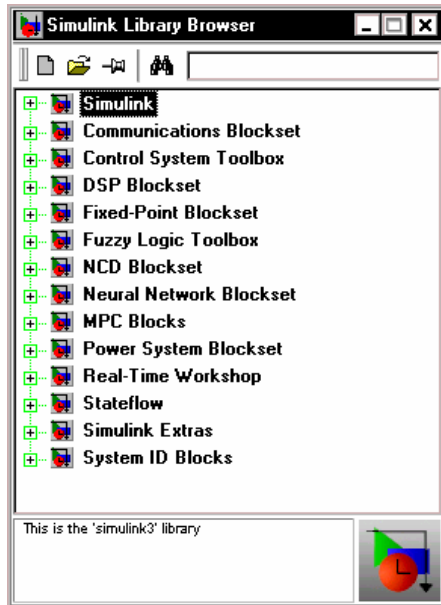 Simulink Library Browser
Simulink
Communications Blockset
Control System Toolbox
DSP Blockset
Fixed-Point Blockset
Fuzzy Logic Toolbox
NCD Blockset
Neural Network Blockset
MPC Blocks
Power System Blockset
Real-Time Workshop
Stateflow
Simulink Extras
System ID Blocks
This is the 'simulink3' library